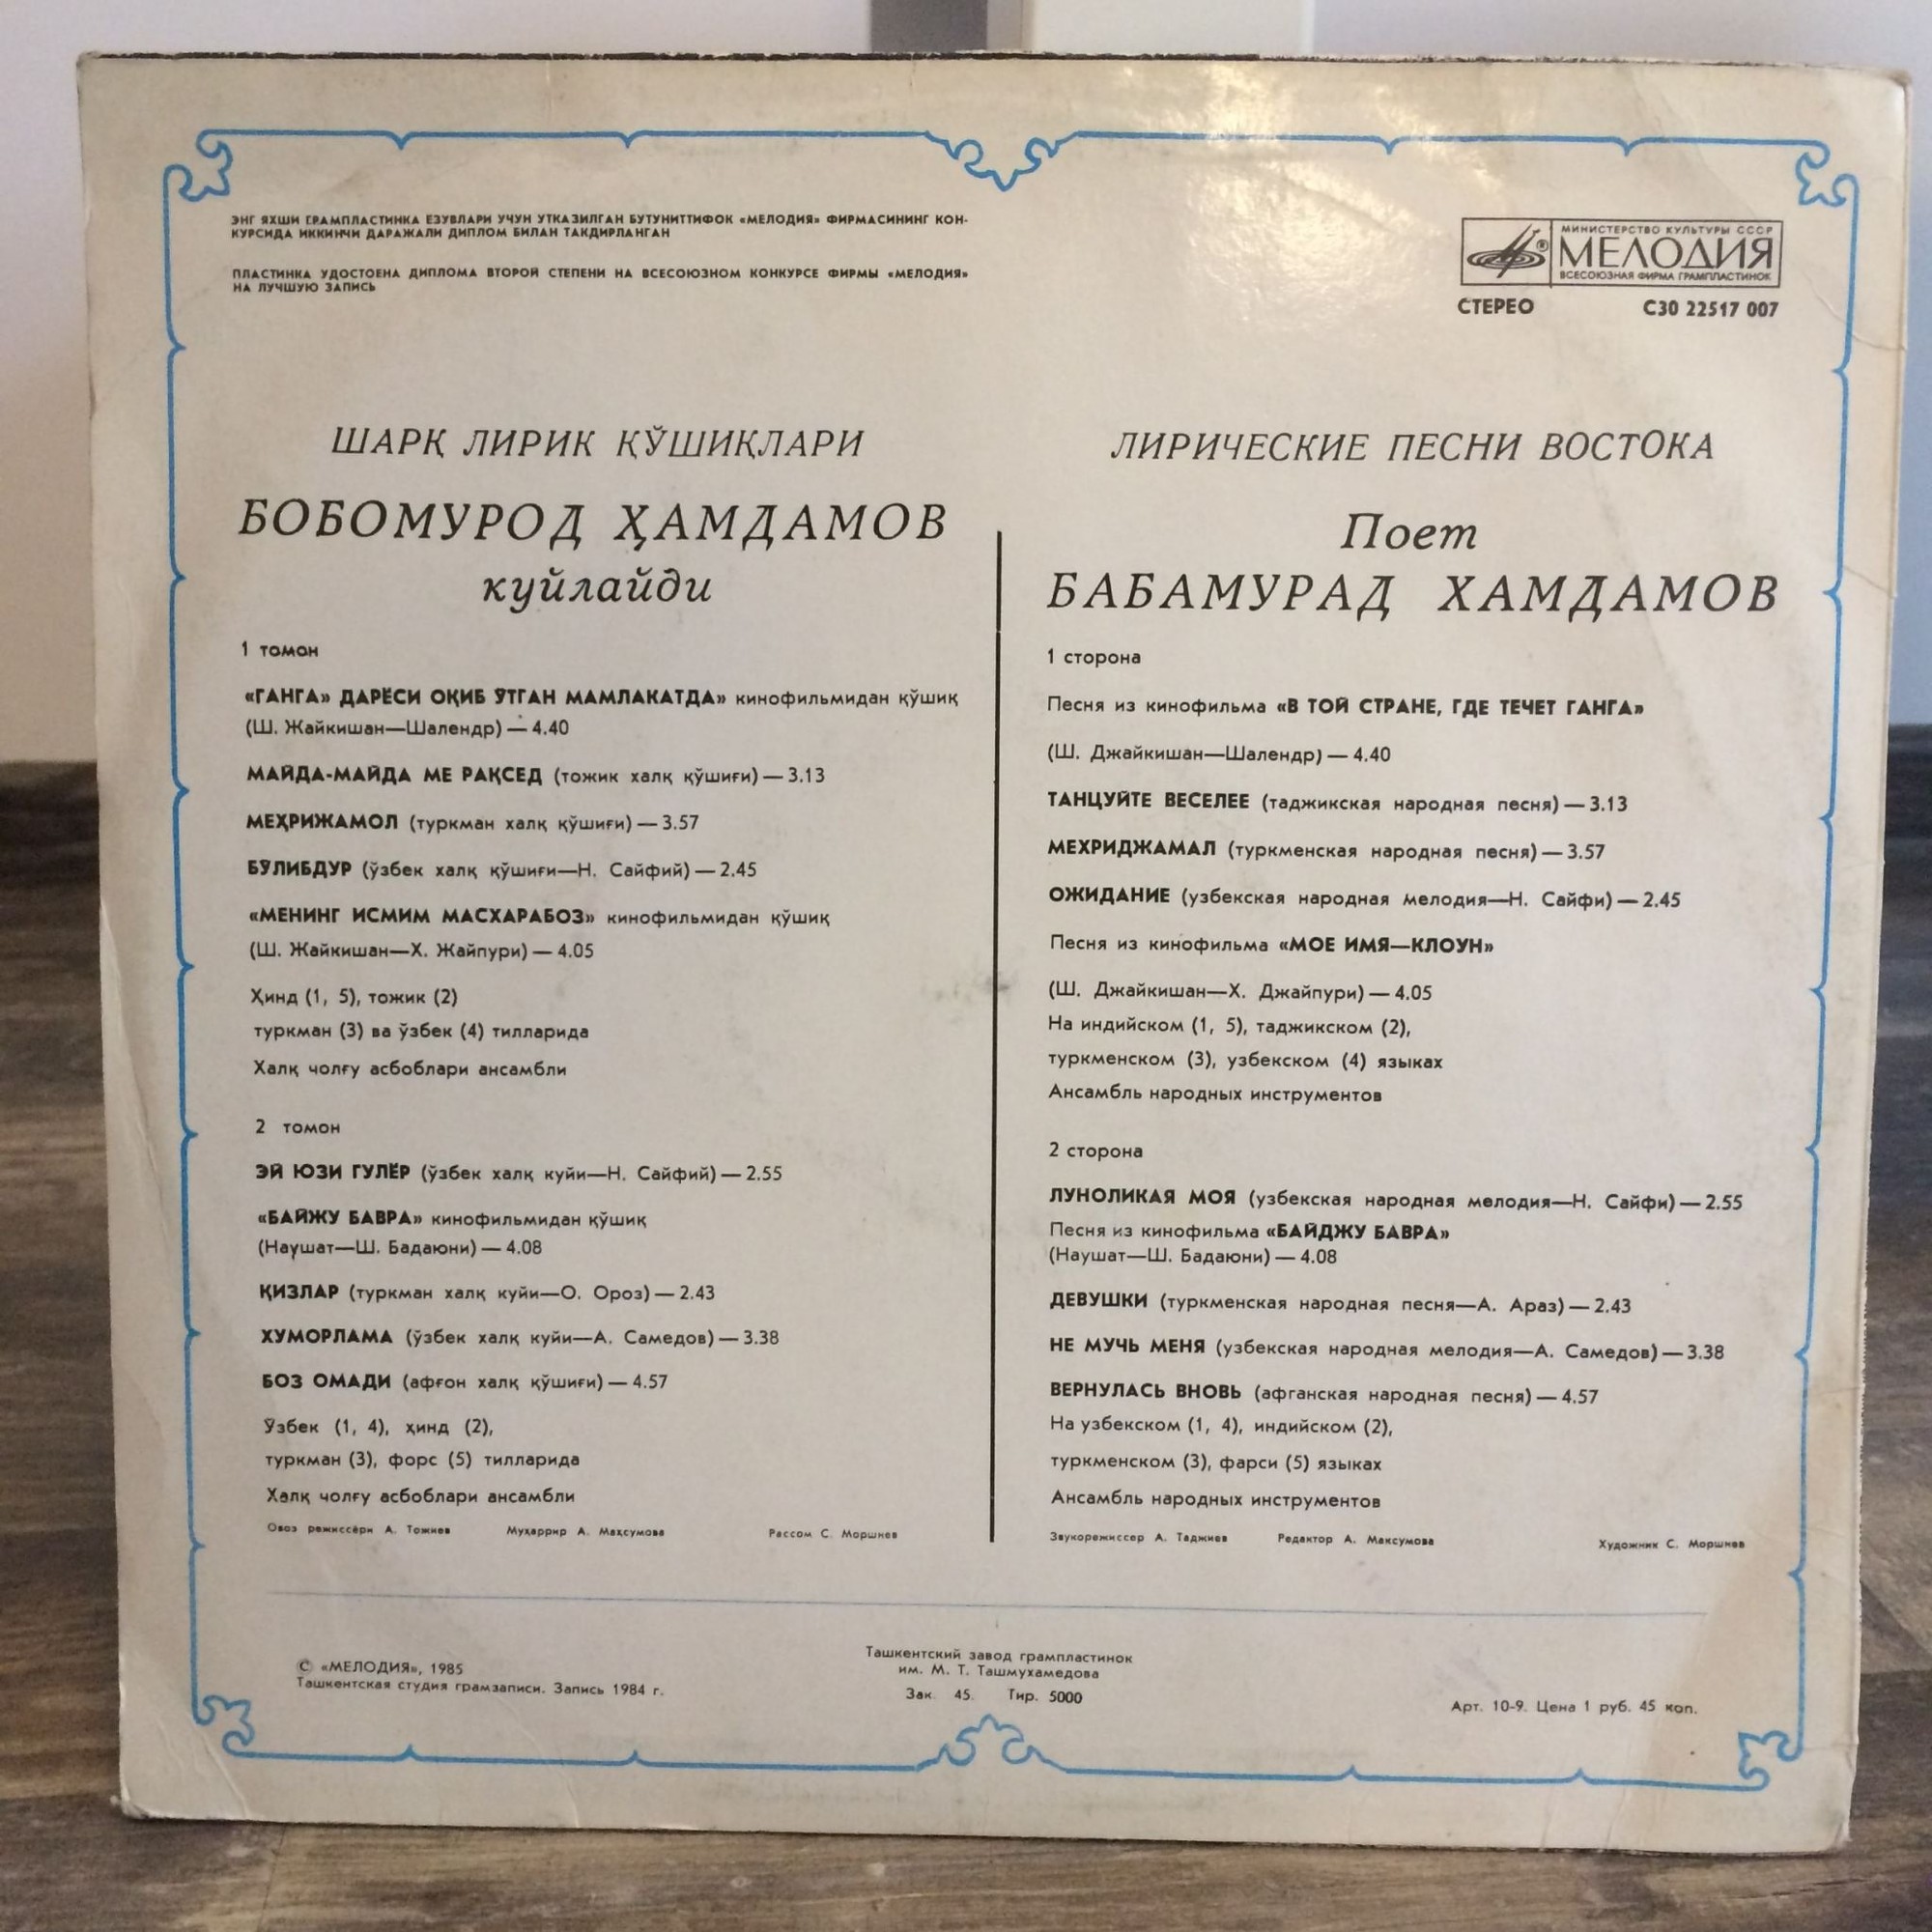 ЭНГ ЯХШИ ГРАМПЛАСТИНКА ЕЗУВЛАРИ УЧУН УТКАЗИЛГАН БУТУНИТТИФОК «МЕЛОДИЯ» ФИРМАСИНИНГ КОН-
КУРСИДА ИККИНЧИ ДАРАЖАЛИ ДИПЛОМ БИЛАН ТАКДИРЛАНГАН
ПЛАСТИНКА УДОСТОЕНА ДИПЛОМА ВТОРОЙ СТЕПЕНИ НА ВСЕСОЮЗНОМ КОНКУРСЕ ФИРМЫ «МЕЛОДИЯ»
НА ЛУЧШУЮ ЗАПИСЬ
МИНИСТЕРСТВО КУЛЬТУРЫ СССР
® МЕЛОДИЯ
ВСЕСОЮЗНАЯ ФИРМА ГРАМПЛАСТИНОК
СТЕРЕО С30 22517 007
ШАРҚ ЛИРИК ҚЎШИҚЛАРИ
БОБОМУРОД ҲАМДАМОВ
куйлайди
1 томон
«ГАНГА» ДАРЁСИ ОҚИБ ЎТГАН МАМЛАКАТДА» кинофильмидан қўшиқ
(Ш. Жайкишан—Шалендр) — 4.40
МАЙДА-МАЙДА МЕ РАҚСЕД (тожик халқ қўшиғи) — 3.13
МЕҲРИЖАМОЛ (туркман халқ қўшиғи) — 3.57
БЎЛИБДУР (ўзбек халқ қўшиғи—Н. Сайфий) — 2.45
«МЕНИНГ ИСМИМ МАСХАРАБОЗ» кинофильмидан қўшиқ
(Ш. Жайкишан—Х. Жайпури) — 4.05
Ҳинд (1, 5), тожик (2)
туркман (3) ва ўзбек (4) тилларида
Халқ чолғу асбоблари ансамбли
2 томон
ЭЙ ЮЗИ ГУЛЁР (ўзбек халқ куйи—Н. Сайфий) — 2.55
«БАЙЖУ БАВРА» кинофильмидан қўшиқ
(Наушат—Ш. Бадаюни) — 4.08
ҚИЗЛАР (туркман халқ куйи—О. Ороз) — 2.43
ХУМОРЛАМА (ўзбек халқ куйи—А. Самедов) — 3.38
БОЗ ОМАДИ (афғон халқ қўшиғи) — 4.57
Ўзбек (1, 4), ҳинд (2),
туркман (3), форс (5) тилларида
Халқ чолғу асбоблари ансамбли
Овоз режиссёри А. Тожиев Муҳаррир А. Махсумова Рассом С. Моршнев
ЛИРИЧЕСКИЕ ПЕСНИ ВОСТОКА
Поет
БАБАМУРАД ХАМДАМОВ
1 сторона
Песня из кинофильма «В ТОЙ СТРАНЕ, ГДЕ ТЕЧЕТ ГАНГА»
(Ш. Джайкишан—Шалендр) — 4.40
ТАНЦУЙТЕ ВЕСЕЛЕЕ (таджикская народная песня) — 3.13
МЕХРИДЖАМАЛ (туркменская народная песня) — 3.57
ОЖИДАНИЕ (узбекская народная мелодия—Н. Сайфи) — 2.45
Песня из кинофильма «МОЕ ИМЯ—КЛОУН»
(Ш. Джайкишан—Х. Джайпури) — 4.05
На индийском (1, 5), таджикском (2),
туркменском (3), узбекском (4) языках
Ансамбль народных инструментов
2 сторона
ЛУНОЛИКАЯ МОЯ (узбекская народная мелодия—Н. Сайфи) — 2.55
Песня из кинофильма «БАЙДЖУ БАВРА»
(Наушат—Ш. Бадаюни) — 4.08
ДЕВУШКИ (туркменская народная песня—А. Араз) — 2.43
НЕ МУЧЬ МЕНЯ (узбекская народная мелодия—А. Самедов) — 3.38
ВЕРНУЛАСЬ ВНОВЬ (афганская народная песня) — 4.57
На узбекском (1, 4), индийском (2),
туркменском (3), фарси (5) языках
Ансамбль народных инструментов
Звукорежиссер А. Таджиев Редактор А. Максумова Художник С. Моршнев
© «МЕЛОДИЯ», 1985
Ташкентская студия грамзаписи. Запись 1984 г.
Ташкентский завод грампластинок
им. М. Т. Ташмухамедова
Зак. 45. Тир. 5000
Арт. 10-9. Цена 1 руб. 45 коп.